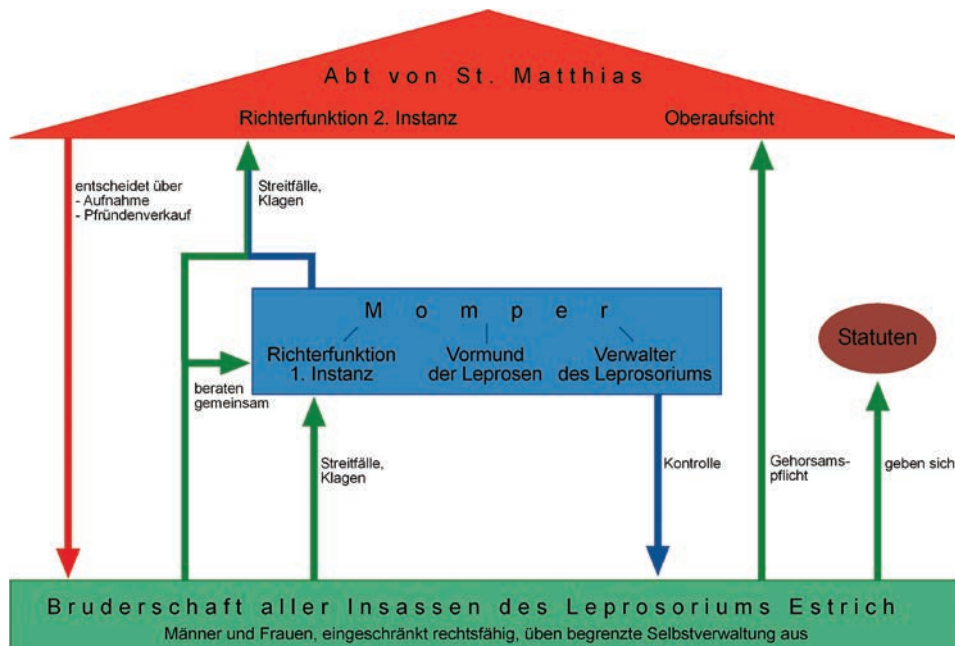 Abt von St. Matthias
Richterfunktion 2. Instanz
Oberaufsicht
entscheidet über
- Aufnahme
- Pfründenverkauf
Streitfälle,
Klagen
Momper
Richterfunktion
1. Instanz
Vormund
der Leprosen
Verwalter
des Leprosoriums
Statuten
beraten
gemeinsam
Streitfälle,
Klagen
Kontrolle
Gehorsams-
pflicht
geben sich
Bruderschaft aller Insassen des Leprosoriums Estrich
Männer und Frauen, eingeschränkt rechtsfähig, üben begrenzte Selbstverwaltung aus